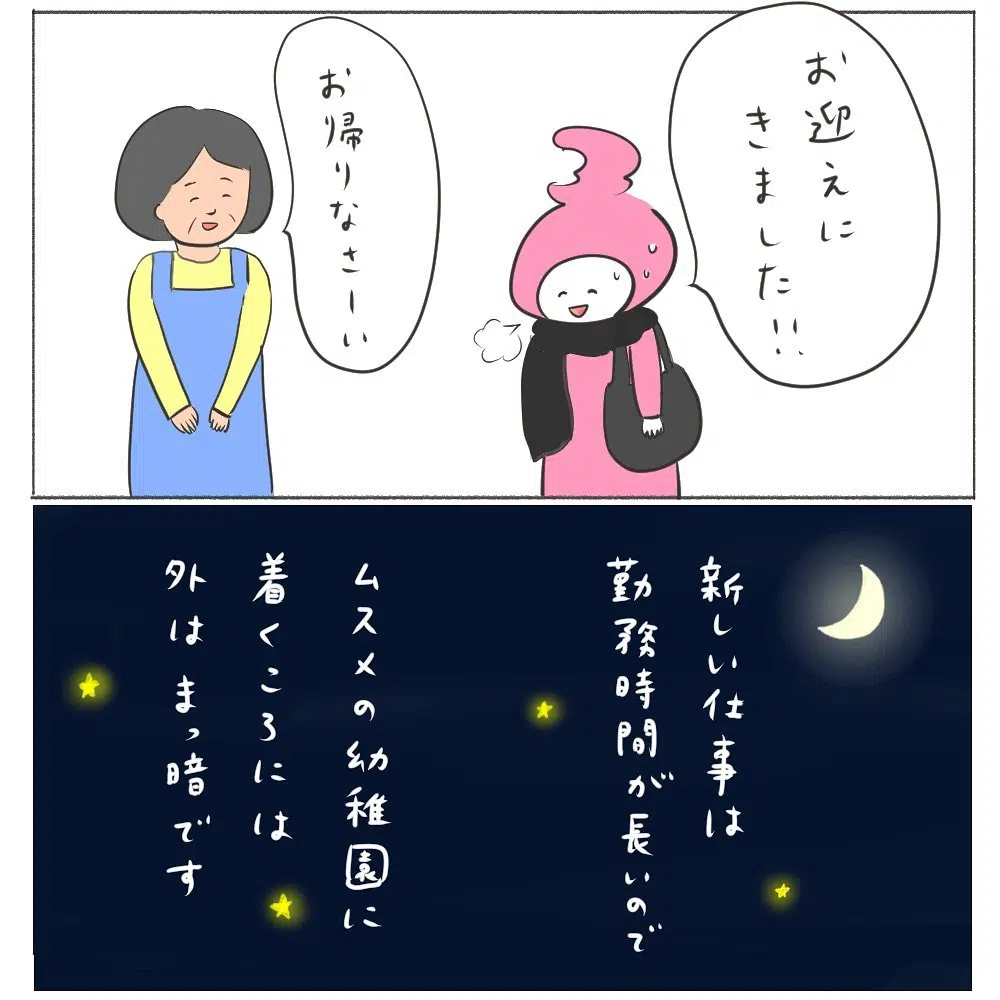 お迎えに
きました!!
お帰りなさーい
新しい仕事は
勤務時間が長いので
ムスメの幼稚園に
着くころには
外はまっ暗です